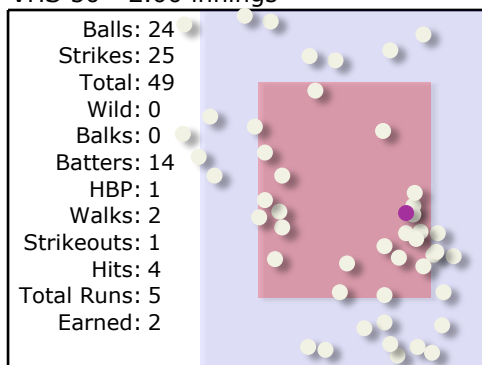 Balls: 24
Strikes: 25
Total: 49
Wild: 0
Balks: 0
Batters: 14
HBP: 1
Walks: 2
Strikeouts: 1
Hits: 4
Total Runs: 5
Earned: 2